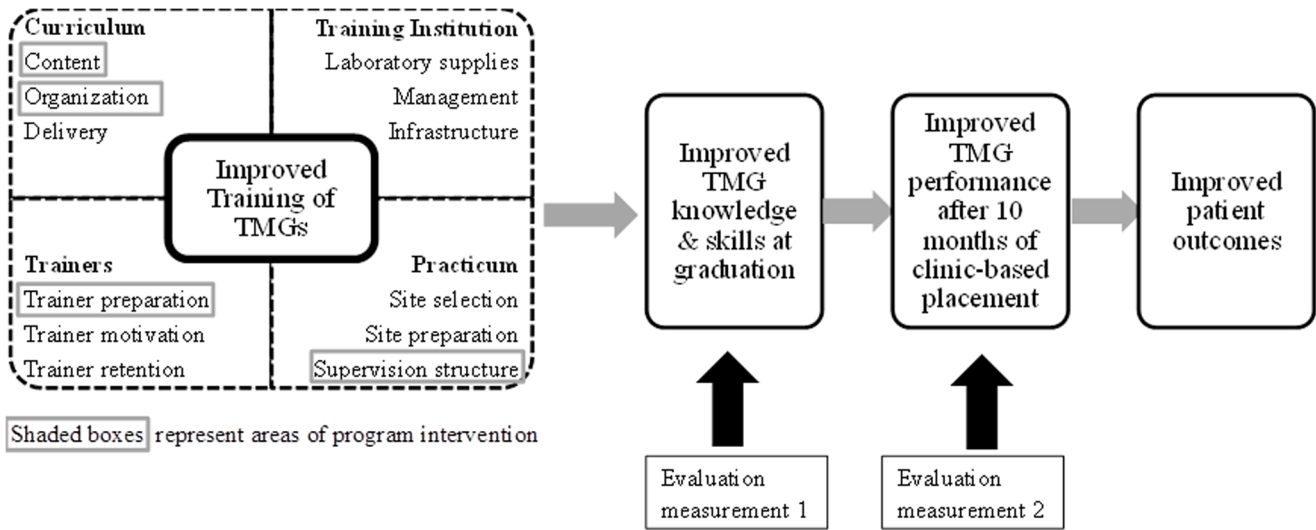 Curriculum
Content
Organization
Delivery
Training Institution
Laboratory supplies
Management
Infrastructure
Improved
Training of
TMGs
Trainers
Trainer preparation
Trainer motivation
Trainer retention
Practicum
Site selection
Site preparation
Supervision structure
Shaded boxes represent areas of program intervention
Improved
TMG
knowledge
& skills at
graduation
Improved
TMG
performance
after 10
months of
clinic-based
placement
Improved
patient
outcomes
Evaluation
measurement 1
Evaluation
measurement 2